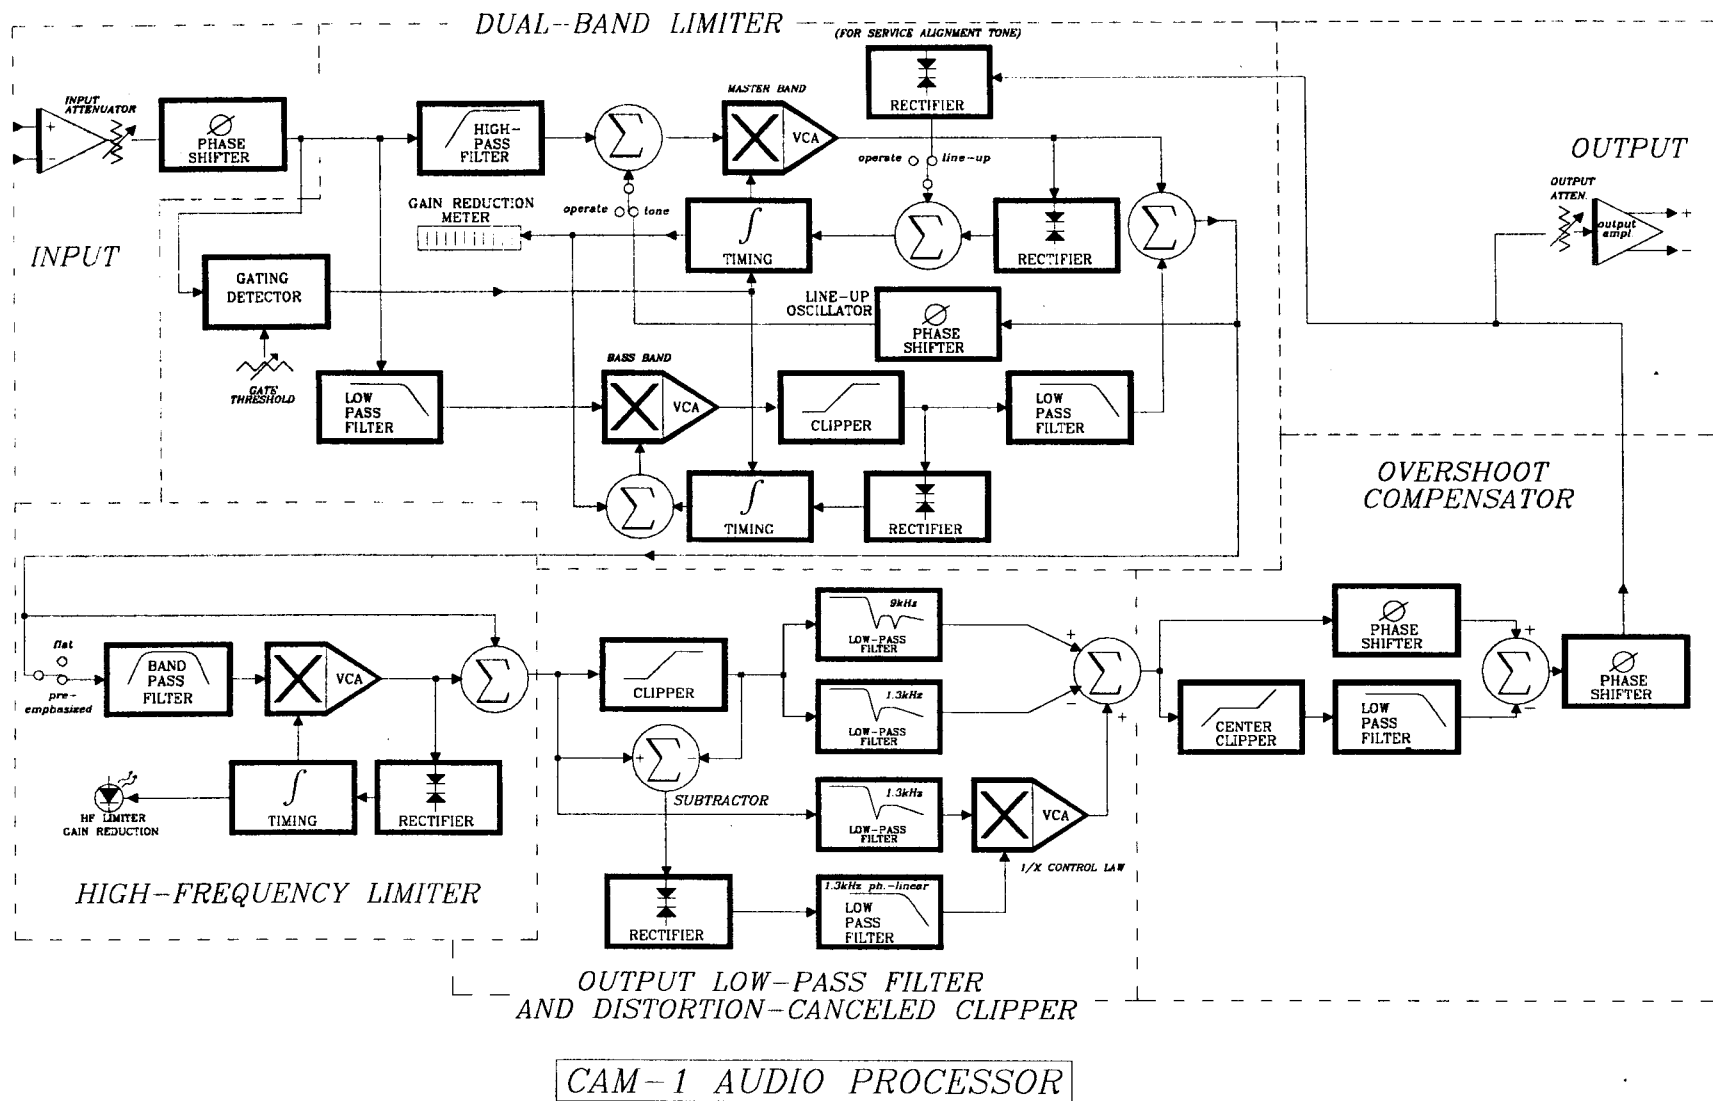 DUAL-BAND LIMITER
(FOR SERVICE ALIGNMENT TONE)
RECTIFIER
INPUT
ATTENUATOR
+
-
Ø
PHASE
SHIFTER
HIGH-
PASS
FILTER
Σ
MASTER BAND
X
VCA
operate
line-up
OUTPUT
OUTPUT
ATTEN.
output
ampl.
+
-
GAIN REDUCTION
METER
operate
tone
∫
TIMING
Σ
RECTIFIER
Σ
INPUT
GATING
DETECTOR
GATE
THRESHOLD
LINE-UP
OSCILLATOR
Ø
PHASE
SHIFTER
LOW
PASS
FILTER
BASS BAND
X
VCA
CLIPPER
LOW
PASS
FILTER
Σ
∫
TIMING
RECTIFIER
OVERSHOOT
COMPENSATOR
flat
pre-
emphasized
BAND
PASS
FILTER
X
VCA
Σ
CLIPPER
9kHz
LOW-PASS
FILTER
1.3kHz
LOW-PASS
FILTER
+
-
+
Σ
Ø
PHASE
SHIFTER
CENTER
CLIPPER
LOW
PASS
FILTER
+
-
Σ
Ø
PHASE
SHIFTER
HF LIMITER
GAIN REDUCTION
∫
TIMING
RECTIFIER
+
Σ
-
SUBTRACTOR
1.3kHz
LOW-PASS
FILTER
X
VCA
1/X CONTROL LAW
HIGH-FREQUENCY LIMITER
RECTIFIER
1.3kHz ph.-linear
LOW
PASS
FILTER
OUTPUT LOW-PASS FILTER
AND DISTORTION-CANCELED CLIPPER
CAM-1 AUDIO PROCESSOR